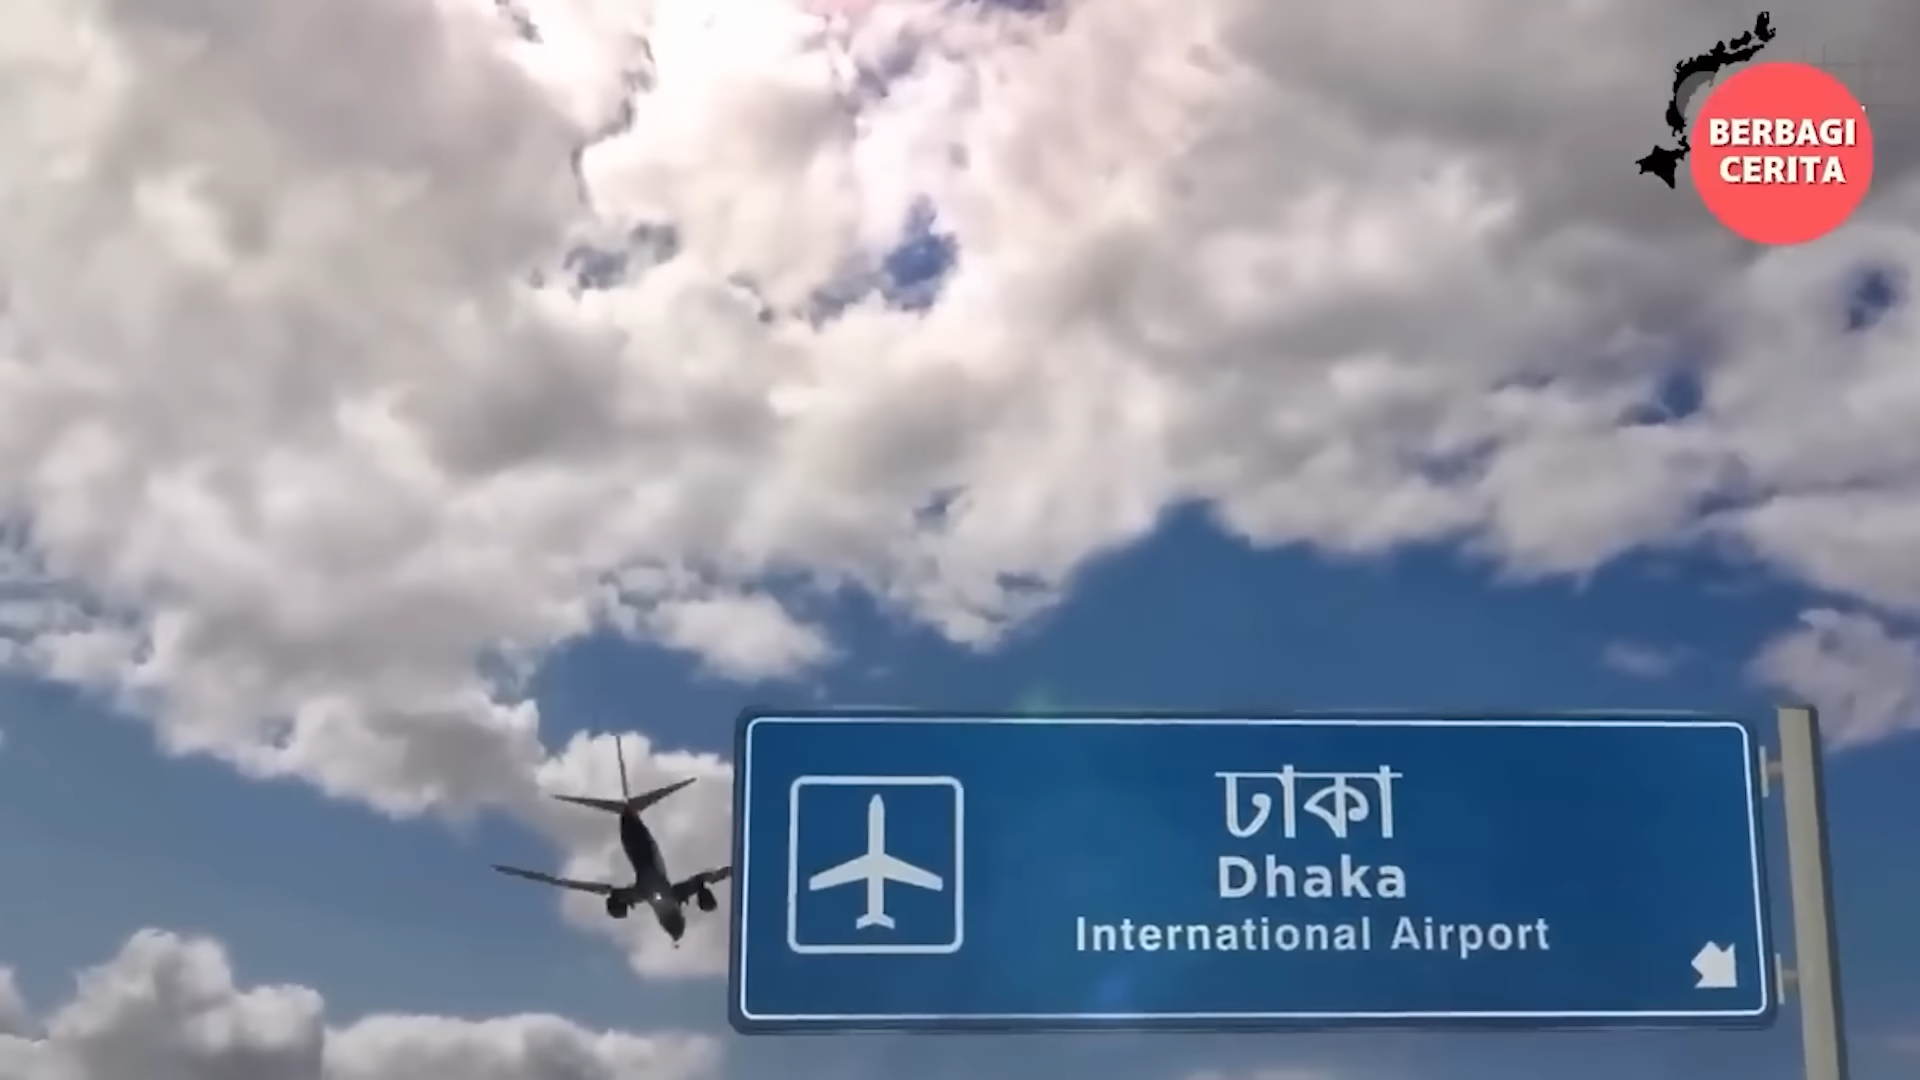 BERBAGI
CERITA
ঢাকা
Dhaka
International Airport